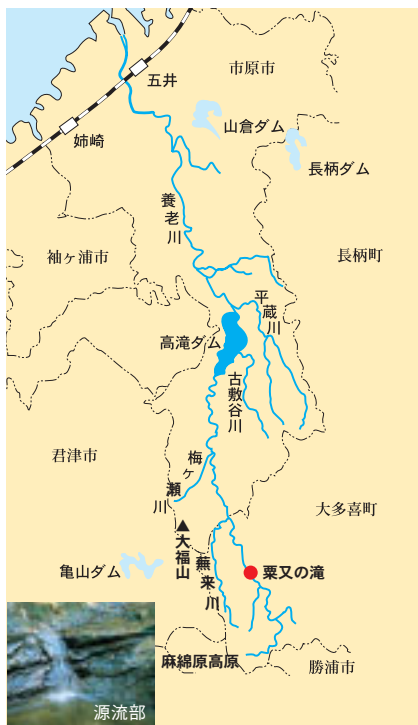 五井
市原市
山倉ダム
姉崎
長柄ダム
養老川
袖ヶ浦市
長柄町
平蔵川
高滝ダム
古敷谷川
梅ヶ瀬川
君津市
大多喜町
▲大福山
蕪来川
亀山ダム
粟又の滝
麻綿原高原
勝浦市
源流部